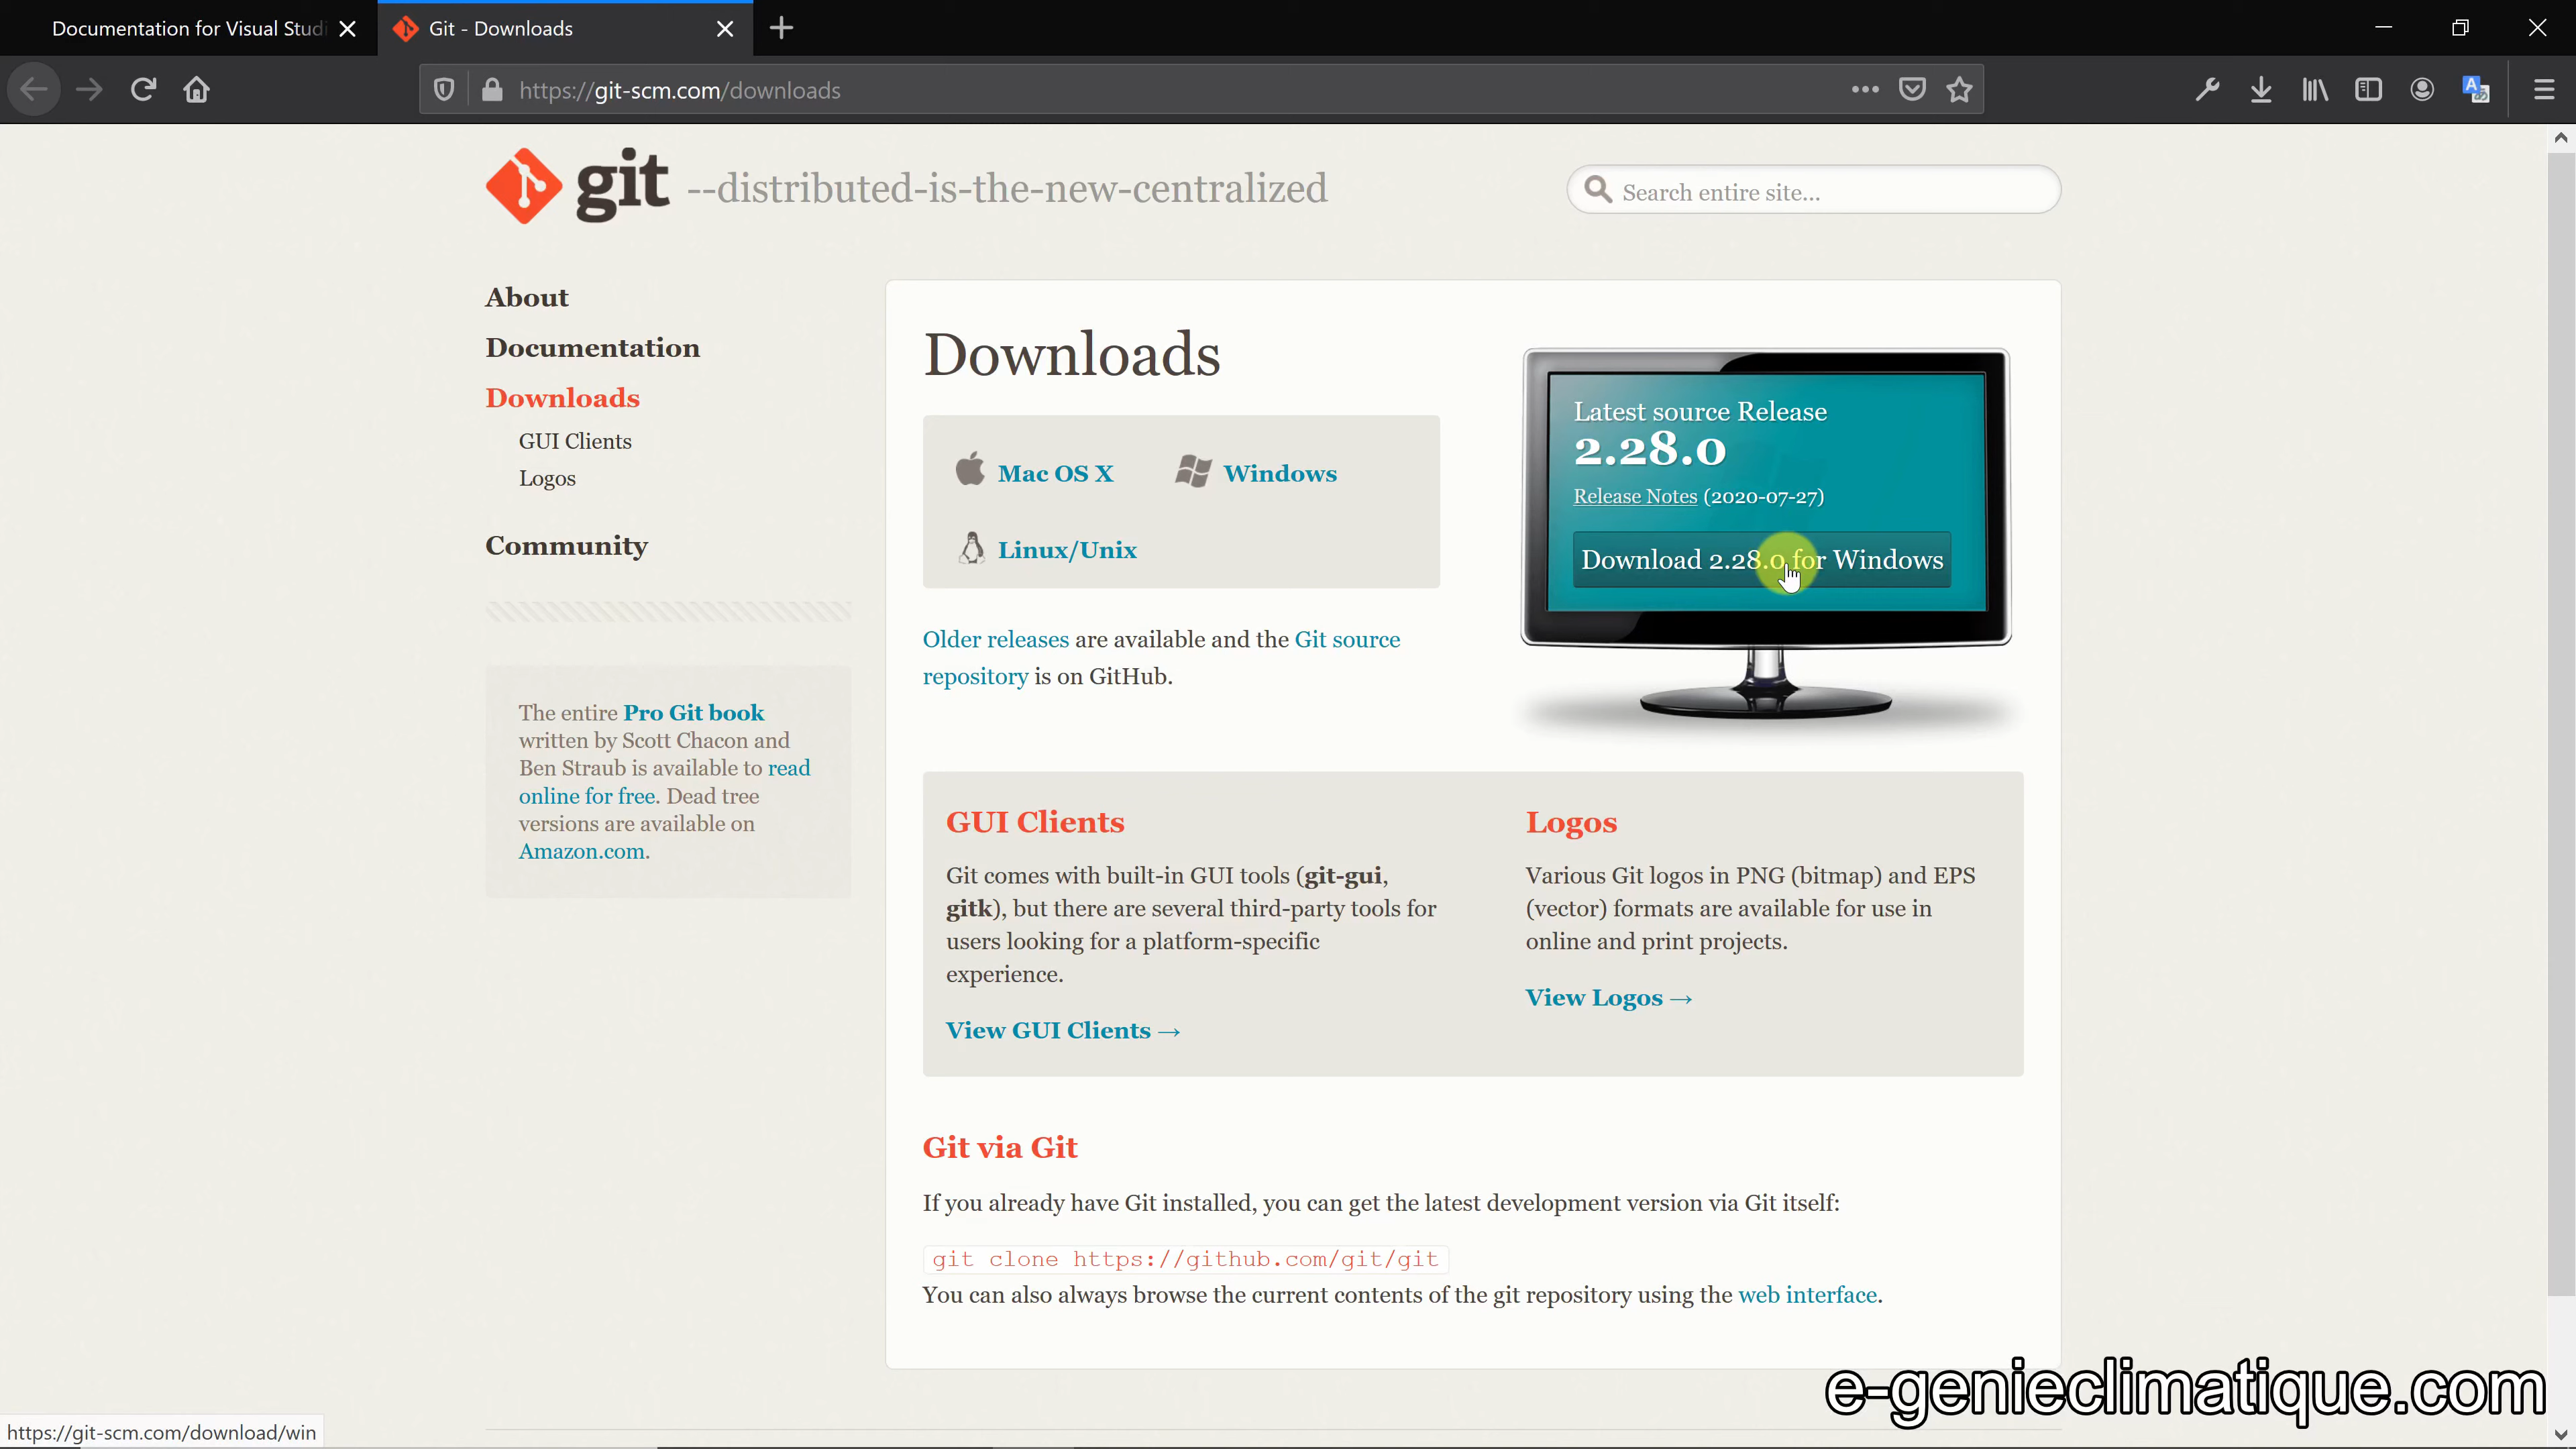 Documentation for Visual Studi
Git - Downloads
https://git-scm.com/downloads
git --distributed-is-the-new-centralized
Search entire site...
About
Documentation
Downloads
GUI Clients
Logos
Community
The entire Pro Git book
written by Scott Chacon and
Ben Straub is available to read
online for free. Dead tree
versions are available on
Amazon.com.
Downloads
Mac OS X
Windows
Linux/Unix
Older releases are available and the Git source
repository is on GitHub.
Latest source Release
2.28.0
Release Notes (2020-07-27)
Download 2.28.0 for Windows
GUI Clients
Git comes with built-in GUI tools (git-gui,
gitk), but there are several third-party tools for
users looking for a platform-specific
experience.
View GUI Clients →
Logos
Various Git logos in PNG (bitmap) and EPS
(vector) formats are available for use in
online and print projects.
View Logos →
Git via Git
If you already have Git installed, you can get the latest development version via Git itself:
git clone https://github.com/git/git
You can also always browse the current contents of the git repository using the web interface.
e-genieclimatique.com
https://git-scm.com/download/win